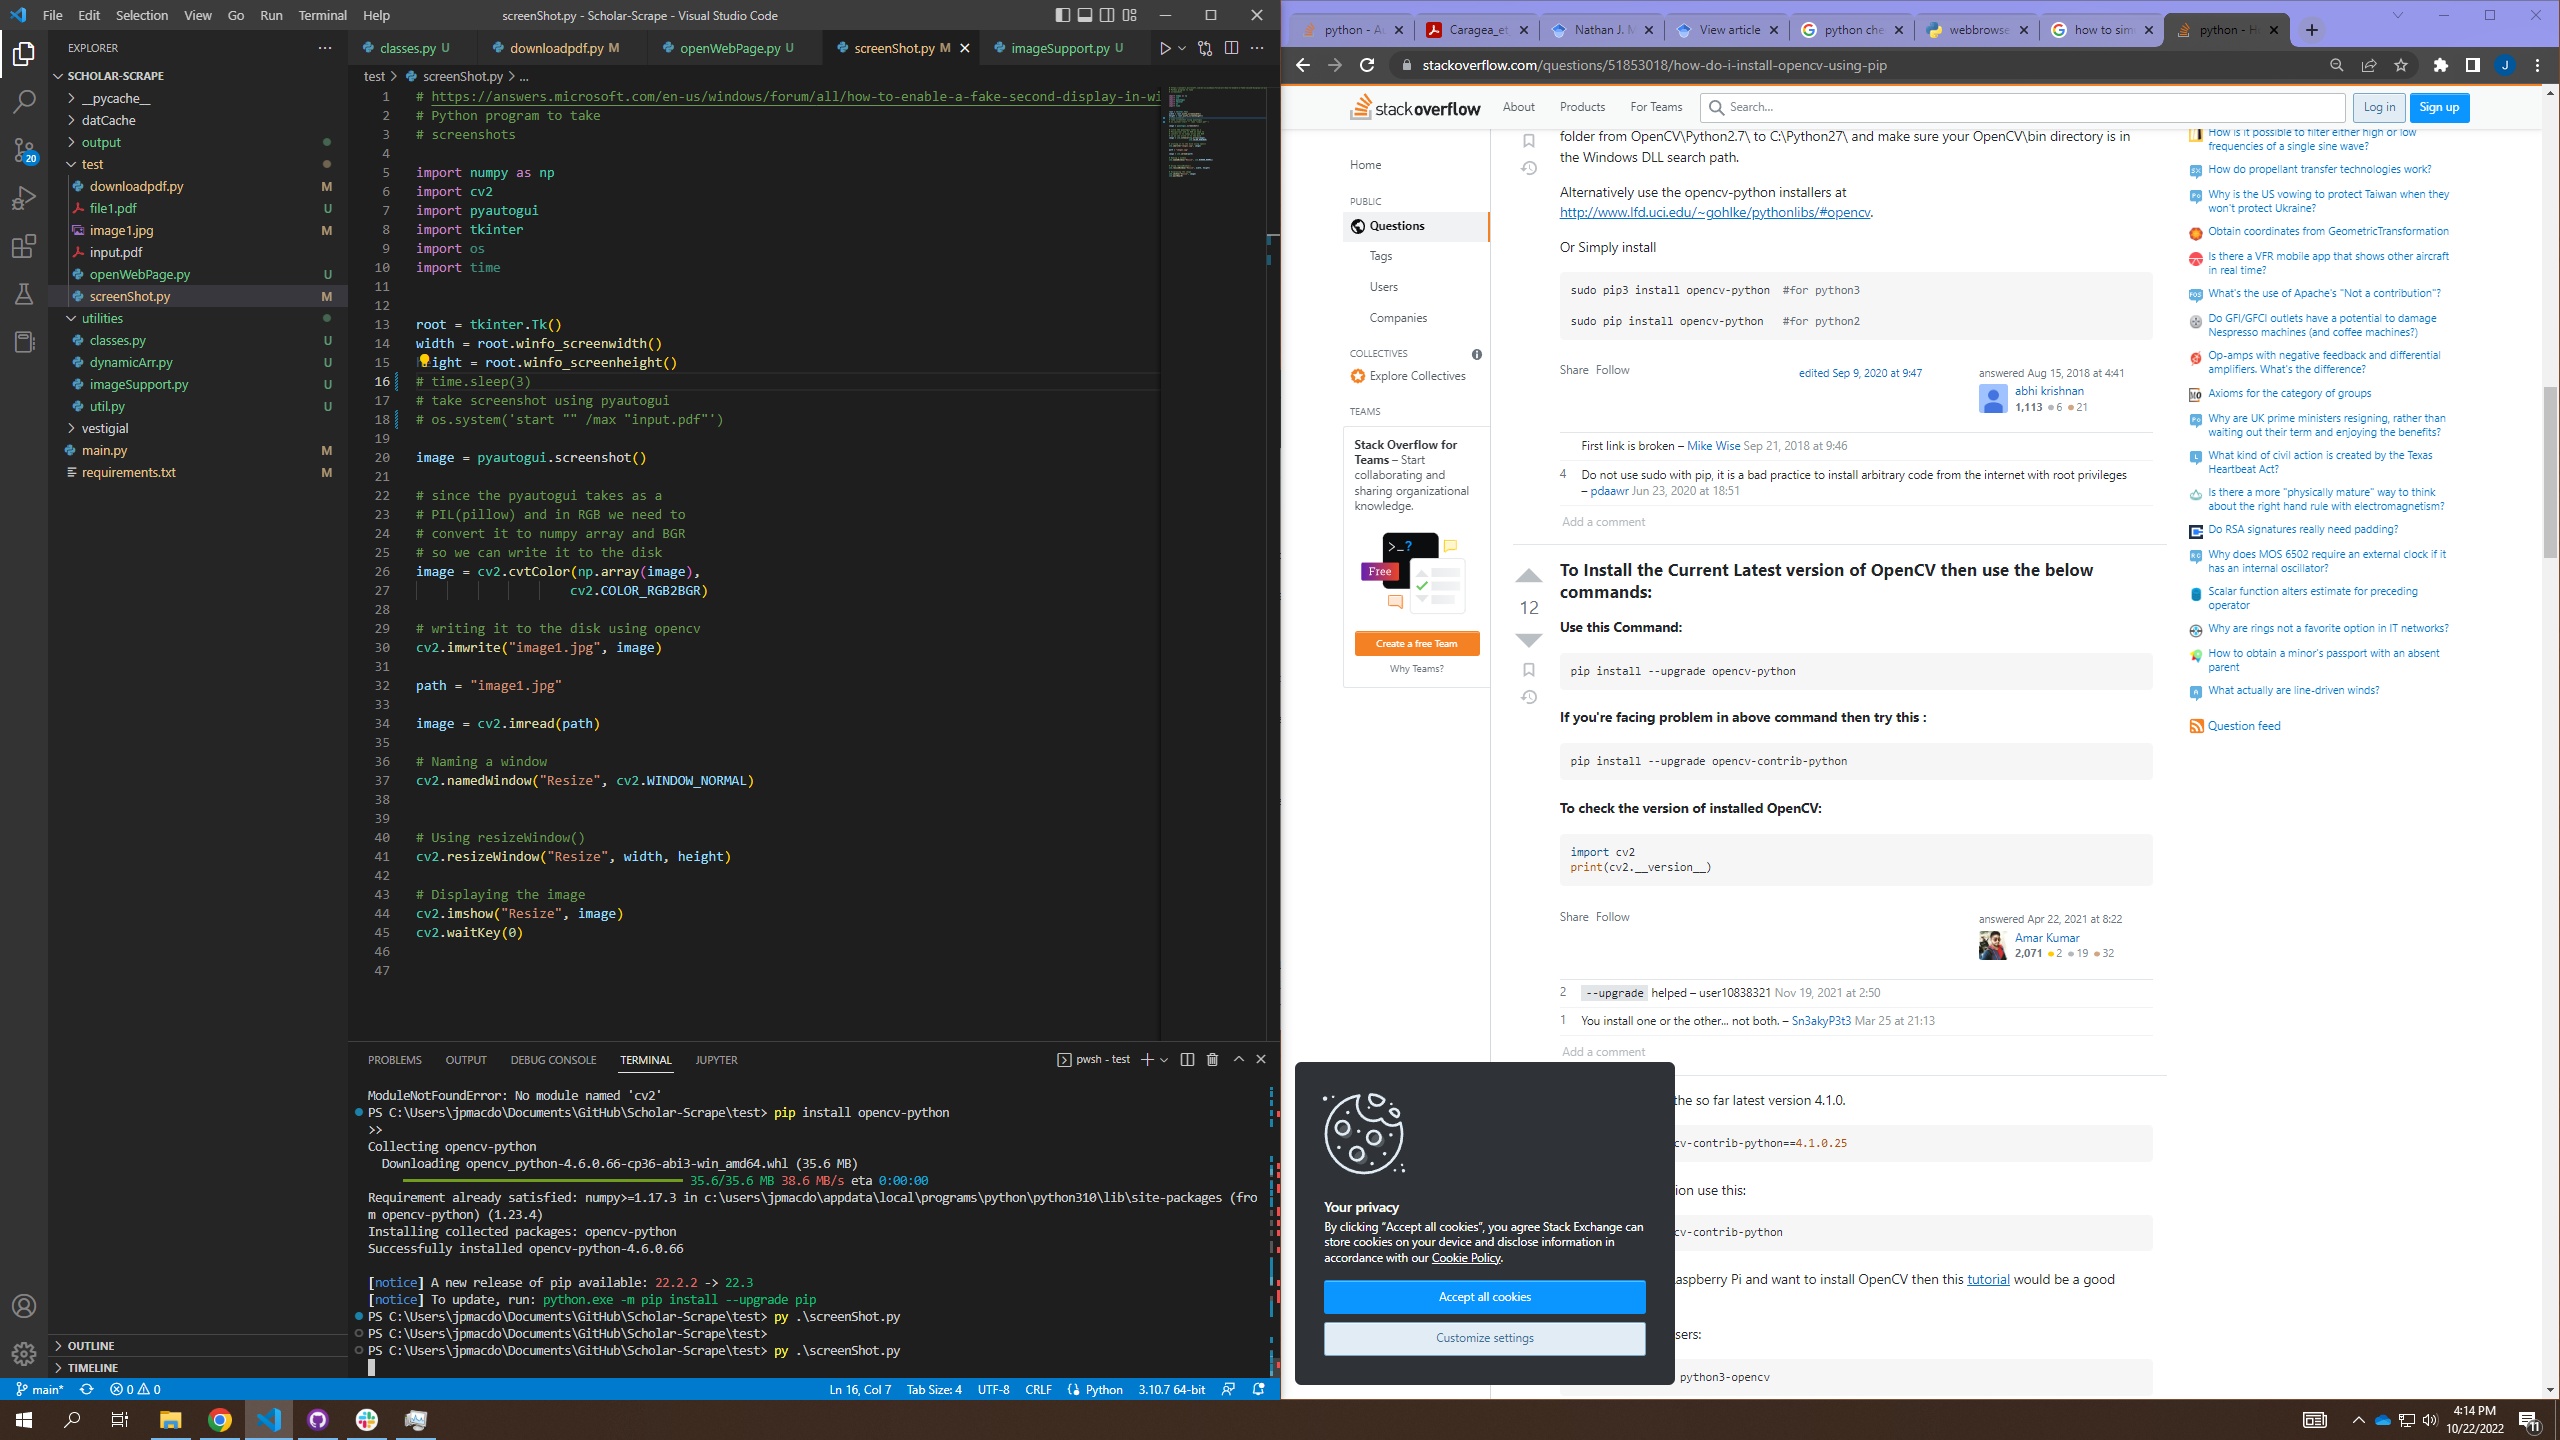 File Edit Selection View Go Run Terminal Help
screenShot.py - Scholar-Scrape - Visual Studio Code
EXPLORER
SCHOLAR-SCRAPE
__pycache__
datCache
output
test
downloadpdf.py M
file1.pdf U
image1.jpg M
input.pdf
openWebPage.py U
screenShot.py M
utilities
classes.py U
dynamicArr.py U
imageSupport.py U
util.py U
vestigial
main.py M
requirements.txt M
OUTLINE
TIMELINE
20
classes.py U downloadpdf.py M openWebPage.py U screenShot.py M imageSupport.py U
test > screenShot.py > ...
1 # https://answers.microsoft.com/en-us/windows/forum/all/how-to-enable-a-fake-second-display-in-wi
2 # Python program to take
3 # screenshots
4
5 import numpy as np
6 import cv2
7 import pyautogui
8 import tkinter
9 import os
10 import time
11
12
13 root = tkinter.Tk()
14 width = root.winfo_screenwidth()
15 height = root.winfo_screenheight()
16 # time.sleep(3)
17 # take screenshot using pyautogui
18 # os.system('start "" /max "input.pdf"')
19
20 image = pyautogui.screenshot()
21
22 # since the pyautogui takes as a
23 # PIL(pillow) and in RGB we need to
24 # convert it to numpy array and BGR
25 # so we can write it to the disk
26 image = cv2.cvtColor(np.array(image),
27 cv2.COLOR_RGB2BGR)
28
29 # writing it to the disk using opencv
30 cv2.imwrite("image1.jpg", image)
31
32 path = "image1.jpg"
33
34 image = cv2.imread(path)
35
36 # Naming a window
37 cv2.namedWindow("Resize", cv2.WINDOW_NORMAL)
38
39
40 # Using resizeWindow()
41 cv2.resizeWindow("Resize", width, height)
42
43 # Displaying the image
44 cv2.imshow("Resize", image)
45 cv2.waitKey(0)
46
47
PROBLEMS OUTPUT DEBUG CONSOLE TERMINAL JUPYTER
pwsh - test
ModuleNotFoundError: No module named 'cv2'
PS C:\Users\jpmacdo\Documents\GitHub\Scholar-Scrape\test> pip install opencv-python
>>
Collecting opencv-python
Downloading opencv_python-4.6.0.66-cp36-abi3-win_amd64.whl (35.6 MB)
35.6/35.6 MB 38.6 MB/s eta 0:00:00
Requirement already satisfied: numpy>=1.17.3 in c:\users\jpmacdo\appdata\local\programs\python\python310\lib\site-packages (fro
m opencv-python) (1.23.4)
Installing collected packages: opencv-python
Successfully installed opencv-python-4.6.0.66
[notice] A new release of pip available: 22.2.2 -> 22.3
[notice] To update, run: python.exe -m pip install --upgrade pip
PS C:\Users\jpmacdo\Documents\GitHub\Scholar-Scrape\test> py .\screenShot.py
PS C:\Users\jpmacdo\Documents\GitHub\Scholar-Scrape\test>
PS C:\Users\jpmacdo\Documents\GitHub\Scholar-Scrape\test> py .\screenShot.py
main* 0 0
Ln 16, Col 7 Tab Size: 4 UTF-8 CRLF Python 3.10.7 64-bit
python - Au Caragea_et Nathan J. M View article python che webbrowse how to sim python - H
stackoverflow.com/questions/51853018/how-do-i-install-opencv-using-pip
J
stackoverflow
About Products For Teams
Search...
Log in Sign up
Home
PUBLIC
Questions
Tags
Users
Companies
COLLECTIVES
Explore Collectives
TEAMS
Stack Overflow for
Teams – Start
collaborating and
sharing organizational
knowledge.
>_?
Free
Create a free Team
Why Teams?
folder from OpenCV\Python2.7\ to C:\Python27\ and make sure your OpenCV\bin directory is in
the Windows DLL search path.
Alternatively use the opencv-python installers at
http://www.lfd.uci.edu/~gohlke/pythonlibs/#opencv.
Or Simply install
sudo pip3 install opencv-python #for python3
sudo pip install opencv-python #for python2
Share Follow
edited Sep 9, 2020 at 9:47
answered Aug 15, 2018 at 4:41
abhi krishnan
1,113 6 21
First link is broken – Mike Wise Sep 21, 2018 at 9:46
4 Do not use sudo with pip, it is a bad practice to install arbitrary code from the internet with root privileges
– pdaawr Jun 23, 2020 at 18:51
Add a comment
12
To Install the Current Latest version of OpenCV then use the below
commands:
Use this Command:
pip install --upgrade opencv-python
If you're facing problem in above command then try this :
pip install --upgrade opencv-contrib-python
To check the version of installed OpenCV:
import cv2
print(cv2.__version__)
Share Follow
answered Apr 22, 2021 at 8:22
Amar Kumar
2,071 2 19 32
2 --upgrade helped – user10838321 Nov 19, 2021 at 2:50
1 You install one or the other... not both. – Sn3akyP3t3 Mar 25 at 21:13
Add a comment
the so far latest version 4.1.0.
cv-contrib-python==4.1.0.25
ion use this:
cv-contrib-python
aspberry Pi and want to install OpenCV then this tutorial would be a good
sers:
python3-opencv
Your privacy
By clicking "Accept all cookies", you agree Stack Exchange can
store cookies on your device and disclose information in
accordance with our Cookie Policy.
Accept all cookies
Customize settings
How is it possible to filter either high or low
frequencies of a single sine wave?
How do propellant transfer technologies work?
Why is the US vowing to protect Taiwan when they
won't protect Ukraine?
Obtain coordinates from GeometricTransformation
Is there a VFR mobile app that shows other aircraft
in real time?
What's the use of Apache's "Not a contribution"?
Do GFI/GFCI outlets have a potential to damage
Nespresso machines (and coffee machines?)
Op-amps with negative feedback and differential
amplifiers. What's the difference?
Axioms for the category of groups
Why are UK prime ministers resigning, rather than
waiting out their term and enjoying the benefits?
What kind of civil action is created by the Texas
Heartbeat Act?
Is there a more "physically mature" way to think
about the right hand rule with electromagnetism?
Do RSA signatures really need padding?
Why does MOS 6502 require an external clock if it
has an internal oscillator?
Scalar function alters estimate for preceding
operator
Why are rings not a favorite option in IT networks?
How to obtain a minor's passport with an absent
parent
What actually are line-driven winds?
Question feed
4:14 PM
10/22/2022
11